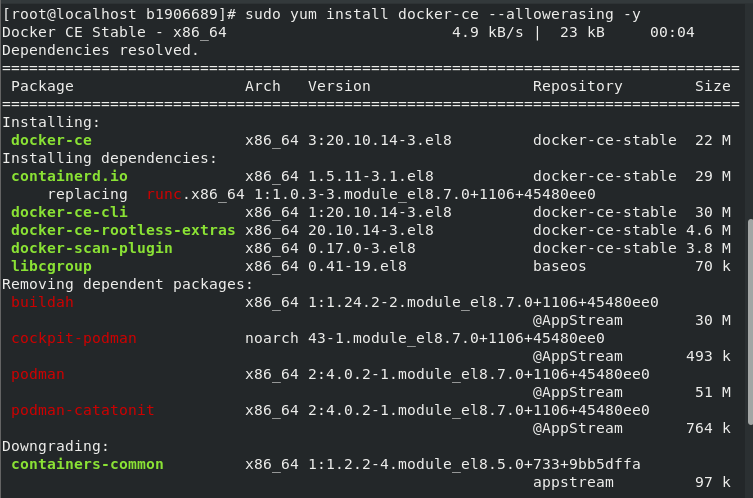 [root@localhost b1906689]# sudo yum install docker-ce --allowerasing -y
Docker CE Stable - x86_64                         4.9 kB/s |  23 kB     00:04
Dependencies resolved.
==================================================================================
 Package                   Arch   Version                  Repository        Size
==================================================================================
Installing:
 docker-ce                 x86_64 3:20.10.14-3.el8         docker-ce-stable  22 M
Installing dependencies:
 containerd.io             x86_64 1.5.11-3.1.el8           docker-ce-stable  29 M
     replacing  runc.x86_64 1:1.0.3-3.module_el8.7.0+1106+45480ee0
 docker-ce-cli             x86_64 1:20.10.14-3.el8         docker-ce-stable  30 M
 docker-ce-rootless-extras x86_64 20.10.14-3.el8           docker-ce-stable 4.6 M
 docker-scan-plugin        x86_64 0.17.0-3.el8             docker-ce-stable 3.8 M
 libcgroup                 x86_64 0.41-19.el8              baseos            70 k
Removing dependent packages:
 buildah                   x86_64 1:1.24.2-2.module_el8.7.0+1106+45480ee0
                                                           @AppStream        30 M
 cockpit-podman            noarch 43-1.module_el8.7.0+1106+45480ee0
                                                           @AppStream       493 k
 podman                    x86_64 2:4.0.2-1.module_el8.7.0+1106+45480ee0
                                                           @AppStream        51 M
 podman-catatonit          x86_64 2:4.0.2-1.module_el8.7.0+1106+45480ee0
                                                           @AppStream       764 k
Downgrading:
 containers-common         x86_64 1:1.2.2-4.module_el8.5.0+733+9bb5dffa
                                                           appstream         97 k